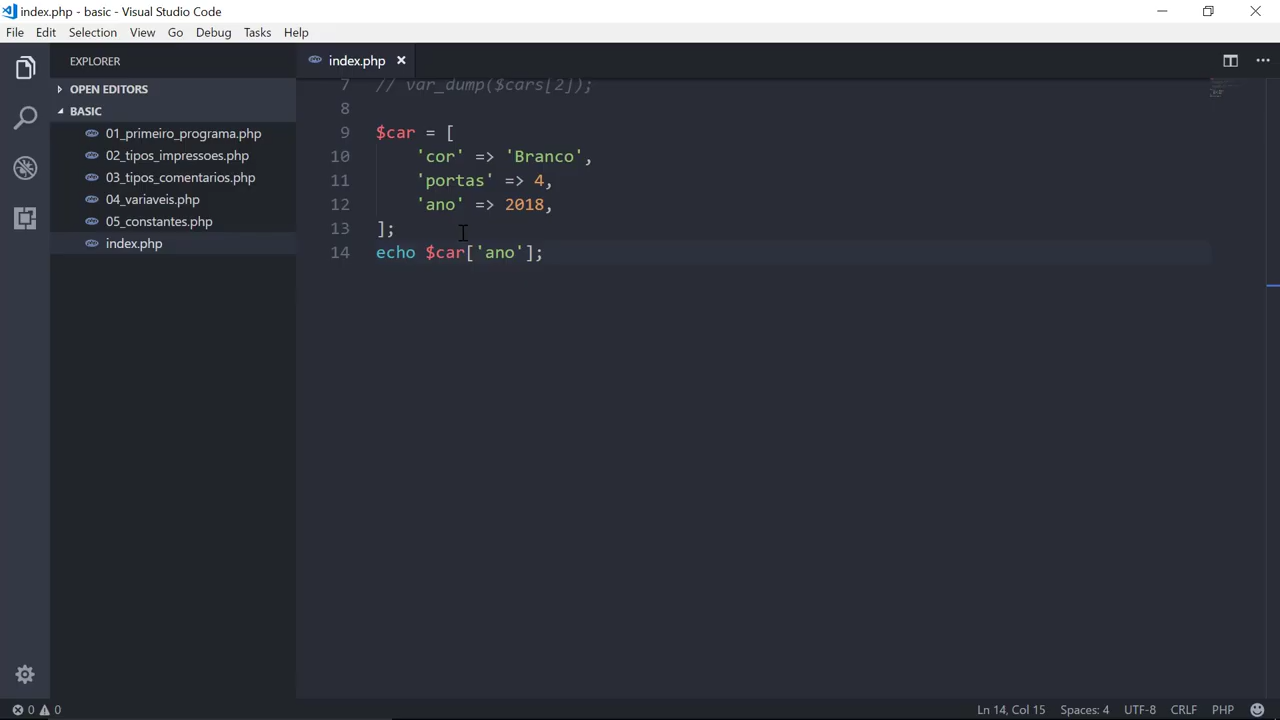 index.php - basic - Visual Studio Code
File Edit Selection View Go Debug Tasks Help
EXPLORER
OPEN EDITORS
BASIC
01_primeiro_programa.php
02_tipos_impressoes.php
03_tipos_comentarios.php
04_variaveis.php
05_constantes.php
index.php
index.php
7 // var_dump($cars[2]);
8
9 $car = [
10 'cor' => 'Branco',
11 'portas' => 4,
12 'ano' => 2018,
13 ];
14 echo $car['ano'];
0 0 Ln 14, Col 15 Spaces: 4 UTF-8 CRLF PHP